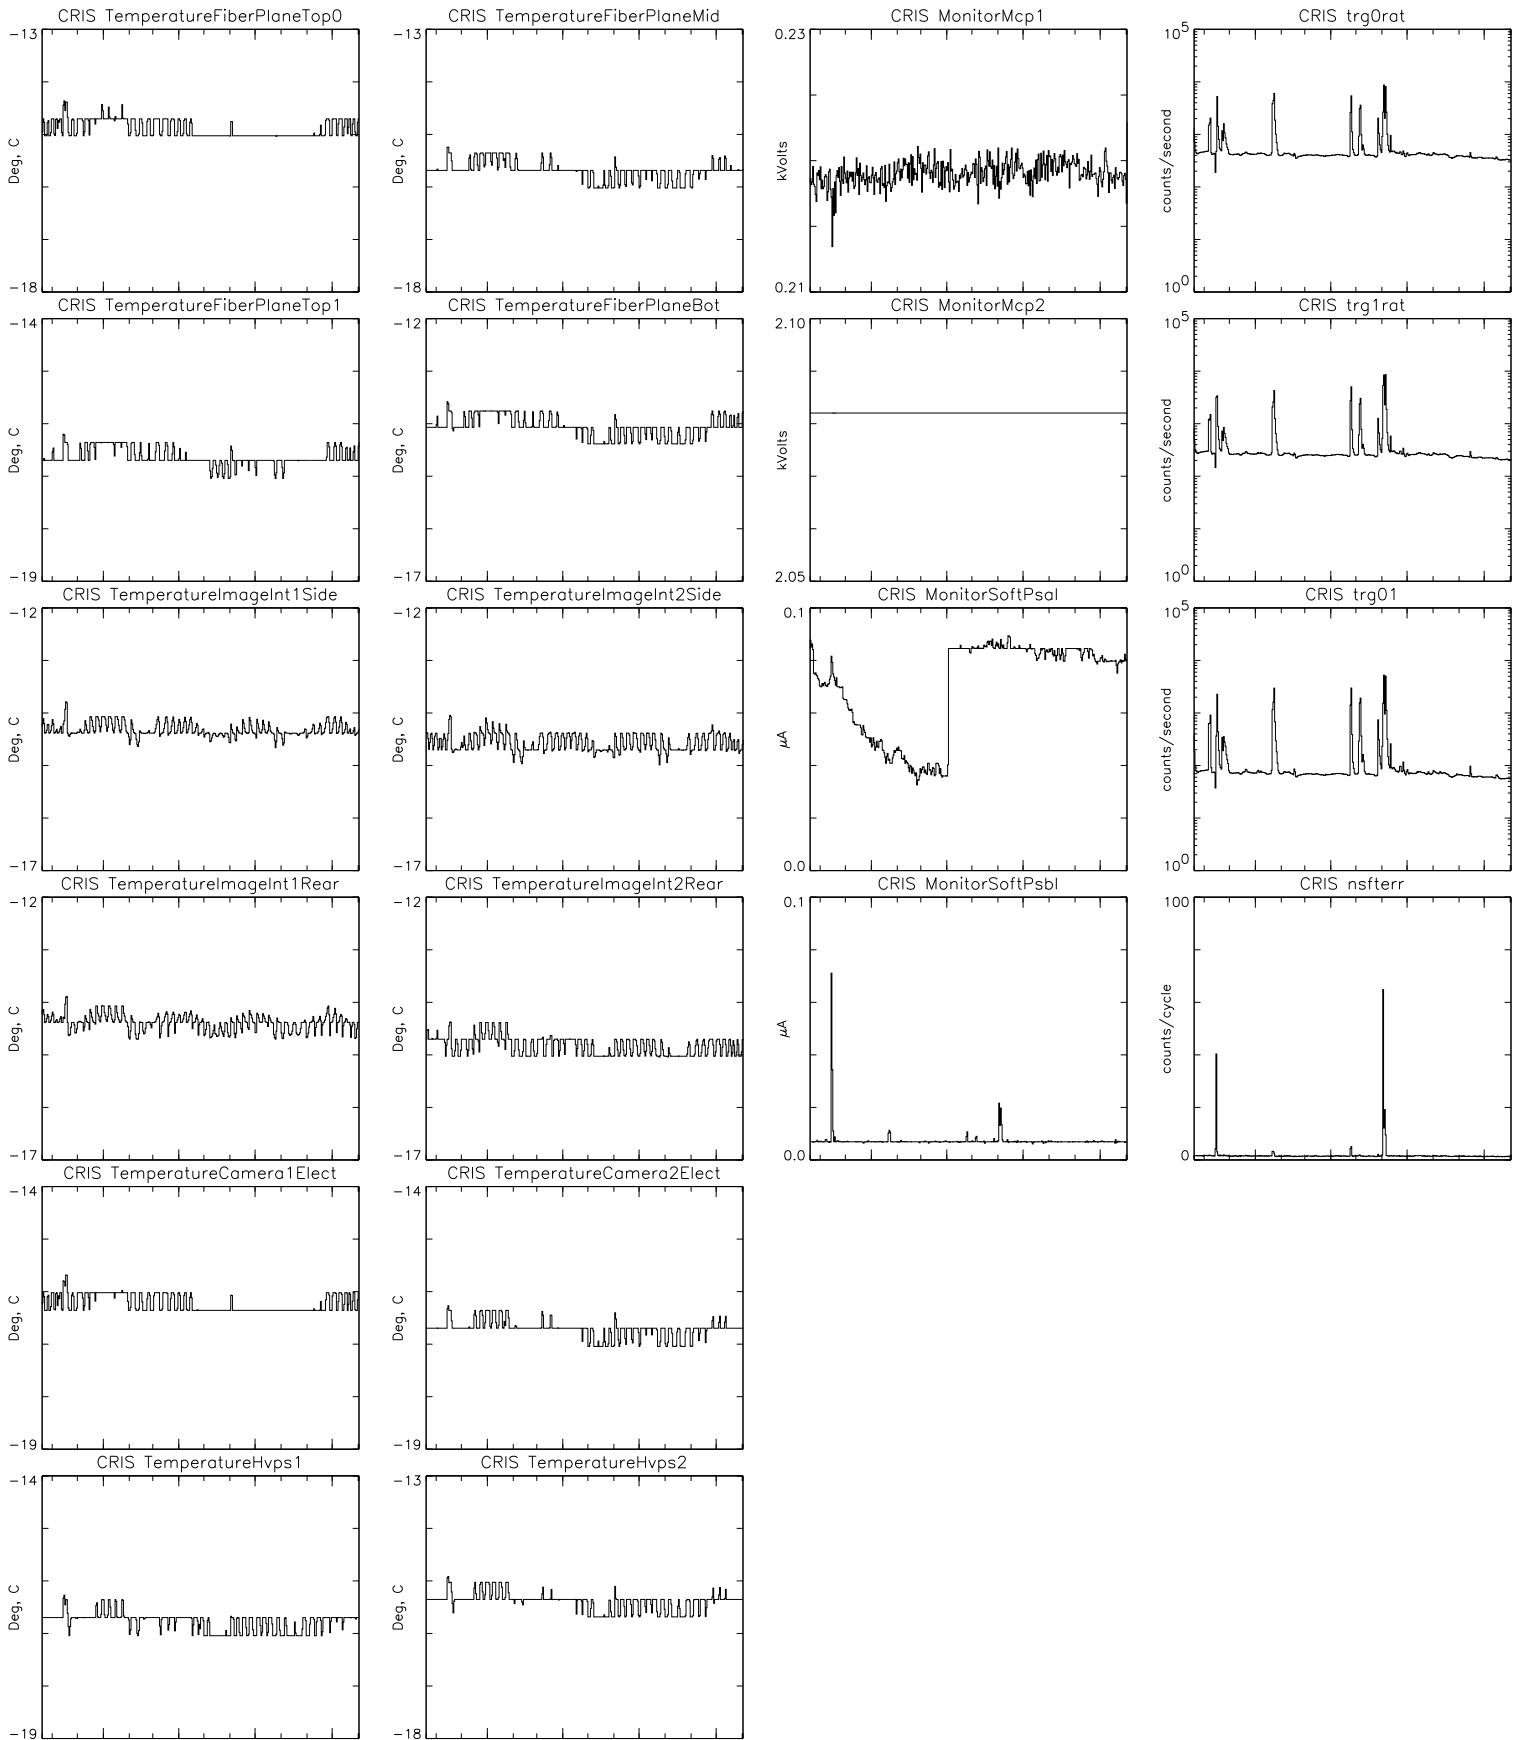 CRIS TemperatureFiberPlaneTop0
-13
Deg, C
-18
CRIS TemperatureFiberPlaneMid
-13
Deg, C
-18
CRIS MonitorMcp1
0.23
kVolts
0.21
CRIS trg0rat
10^5
counts/second
10^0
CRIS TemperatureFiberPlaneTop1
-14
Deg, C
-19
CRIS TemperatureFiberPlaneBot
-12
Deg, C
-17
CRIS MonitorMcp2
2.10
kVolts
2.05
CRIS trg1rat
10^5
counts/second
10^0
CRIS TemperatureImageInt1Side
-12
Deg, C
-17
CRIS TemperatureImageInt2Side
-12
Deg, C
-17
CRIS MonitorSoftPsaI
0.1
μA
0.0
CRIS trg01
10^5
counts/second
10^0
CRIS TemperatureImageInt1Rear
-12
Deg, C
-17
CRIS TemperatureImageInt2Rear
-12
Deg, C
-17
CRIS MonitorSoftPsbI
0.1
μA
0.0
CRIS nsfterr
100
counts/cycle
0
CRIS TemperatureCamera1Elect
-14
Deg, C
-19
CRIS TemperatureCamera2Elect
-14
Deg, C
-19
CRIS TemperatureHvps1
-14
Deg, C
-19
CRIS TemperatureHvps2
-13
Deg, C
-18